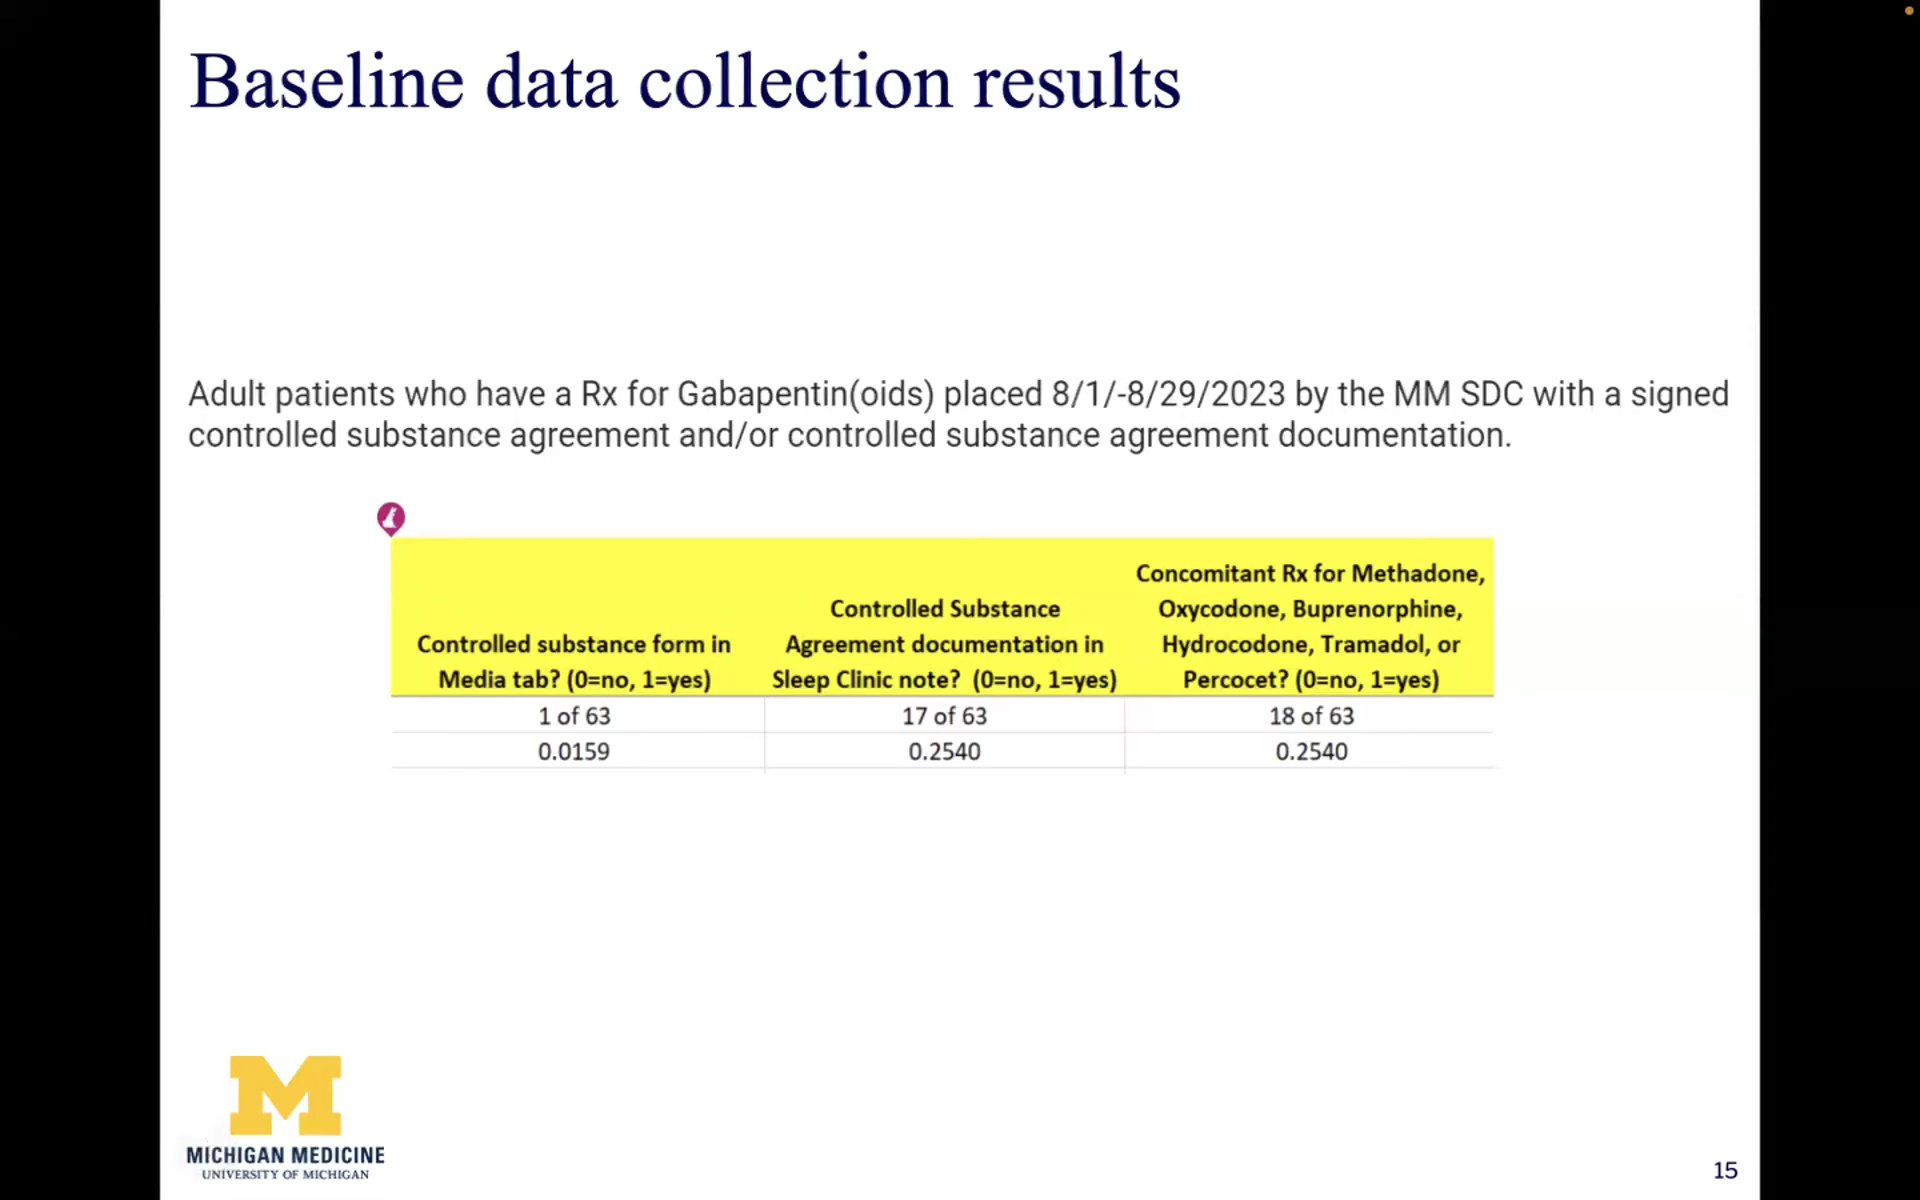 Baseline data collection results
Adult patients who have a Rx for Gabapentin(oids) placed 8/1/-8/29/2023 by the MM SDC with a signed
controlled substance agreement and/or controlled substance agreement documentation.
Controlled substance form in
Media tab? (0=no, 1=yes)
Controlled Substance
Agreement documentation in
Sleep Clinic note? (0=no, 1=yes)
Concomitant Rx for Methadone,
Oxycodone, Buprenorphine,
Hydrocodone, Tramadol, or
Percocet? (0=no, 1=yes)
1 of 63 17 of 63 18 of 63
0.0159 0.2540 0.2540
M
MICHIGAN MEDICINE
UNIVERSITY OF MICHIGAN
15